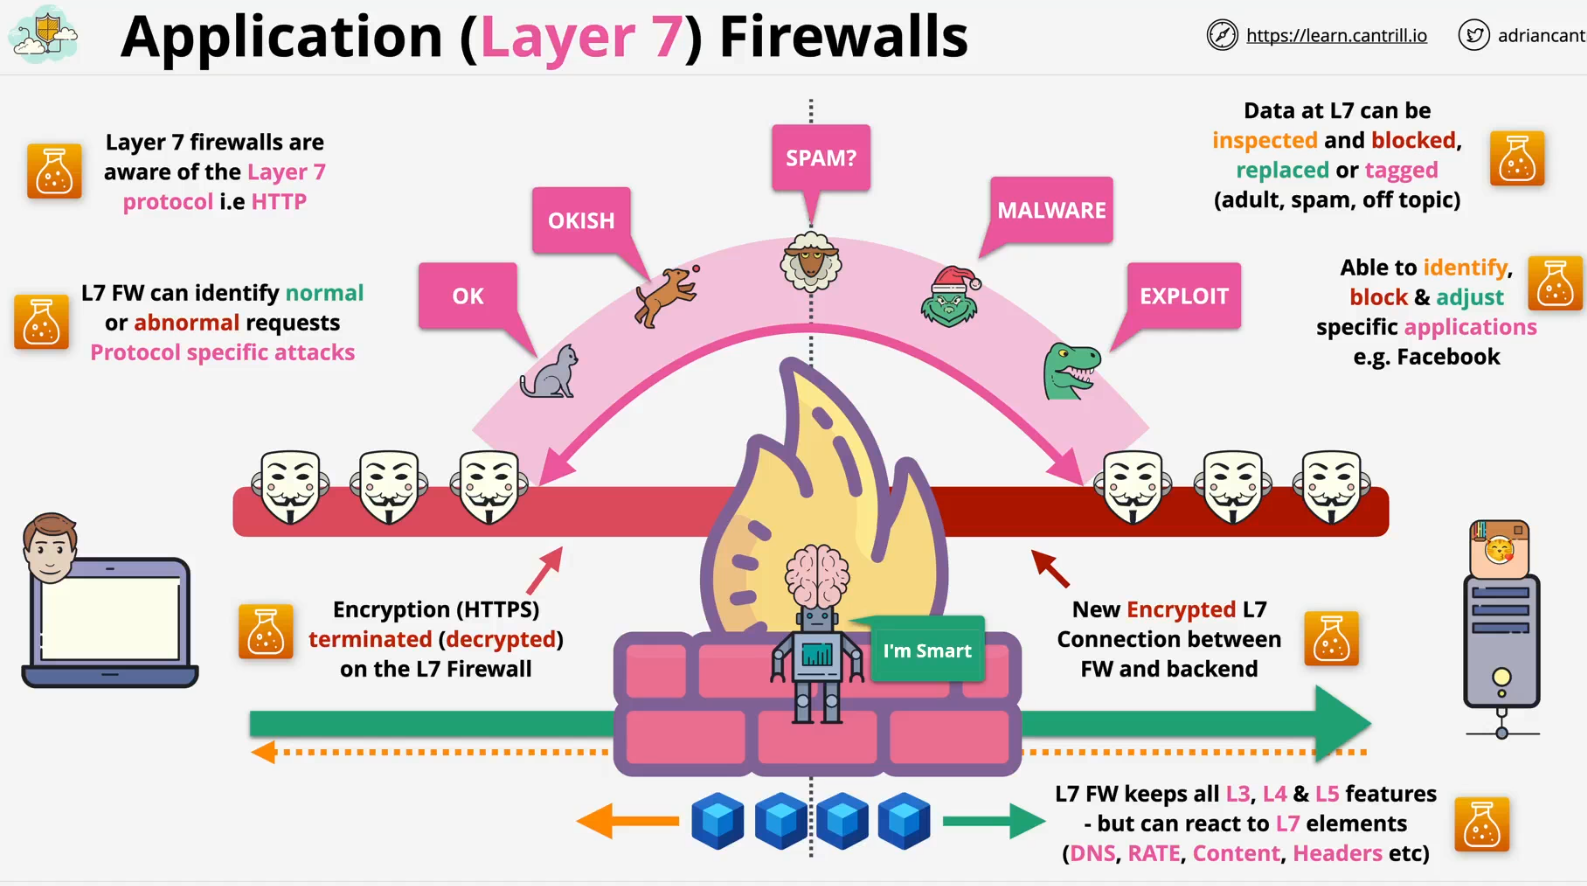 Application (Layer 7) Firewalls
https://learn.cantrill.io
adriancant
Layer 7 firewalls are
aware of the Layer 7
protocol i.e HTTP
L7 FW can identify normal
or abnormal requests
Protocol specific attacks
OK
OKISH
SPAM?
MALWARE
EXPLOIT
Data at L7 can be
inspected and blocked,
replaced or tagged
(adult, spam, off topic)
Able to identify,
block & adjust
specific applications
e.g. Facebook
Encryption (HTTPS)
terminated (decrypted)
on the L7 Firewall
I'm Smart
New Encrypted L7
Connection between
FW and backend
L7 FW keeps all L3, L4 & L5 features
- but can react to L7 elements
(DNS, RATE, Content, Headers etc)